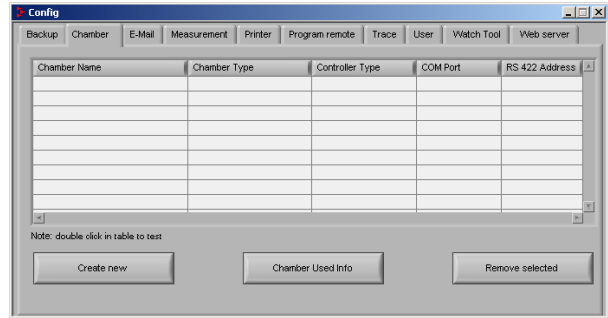 Config
Backup Chamber E-Mail Measurement Printer Program remote Trace User Watch Tool Web server
Chamber Name Chamber Type Controller Type COM Port RS 422 Address
Note: double click in table to test
Create new Chamber Used Info Remove selected